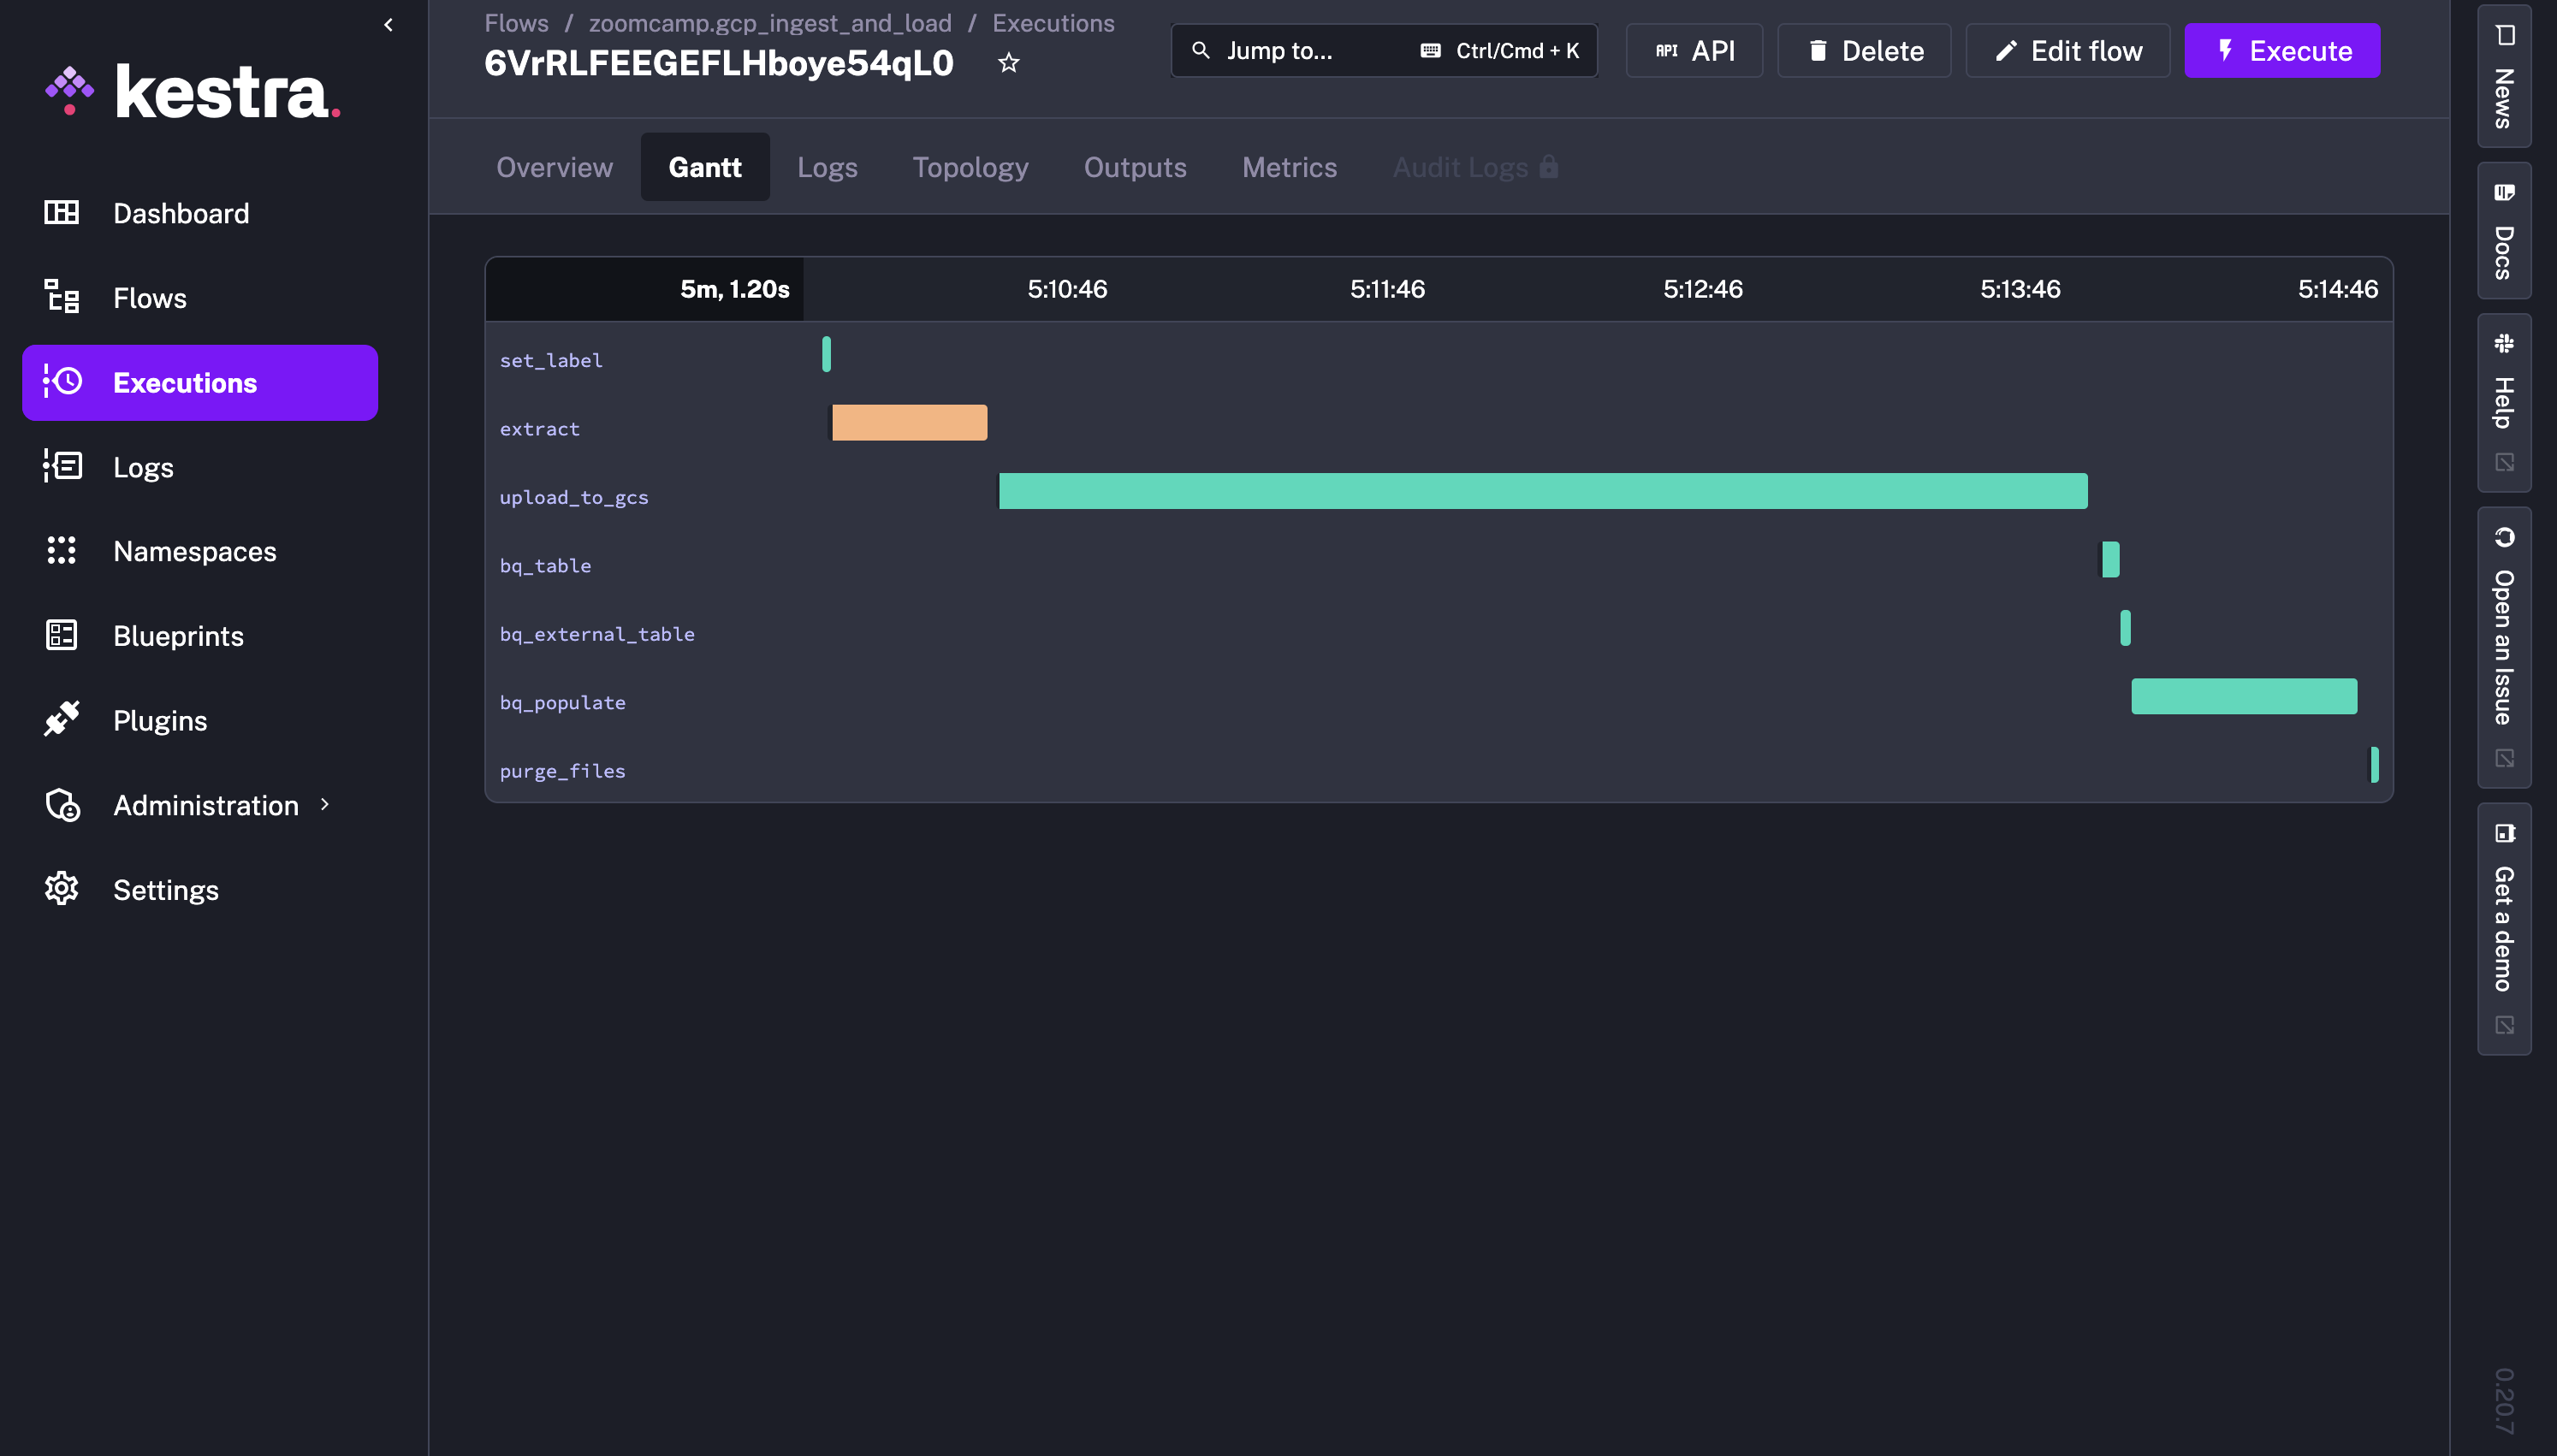 kestra.
Dashboard
Flows
Executions
Logs
Namespaces
Blueprints
Plugins
Administration
Settings
Flows / zoomcamp.gcp_ingest_and_load / Executions
6VrRLFEEGEFLHboye54qL0
Jump to... Ctrl/Cmd + K
API API
Delete
Edit flow
Execute
Overview Gantt Logs Topology Outputs Metrics Audit Logs
5m, 1.20s 5:10:46 5:11:46 5:12:46 5:13:46 5:14:46
set_label
extract
upload_to_gcs
bq_table
bq_external_table
bq_populate
purge_files
News
Docs
Help
Open an Issue
Get a demo
0.20.7